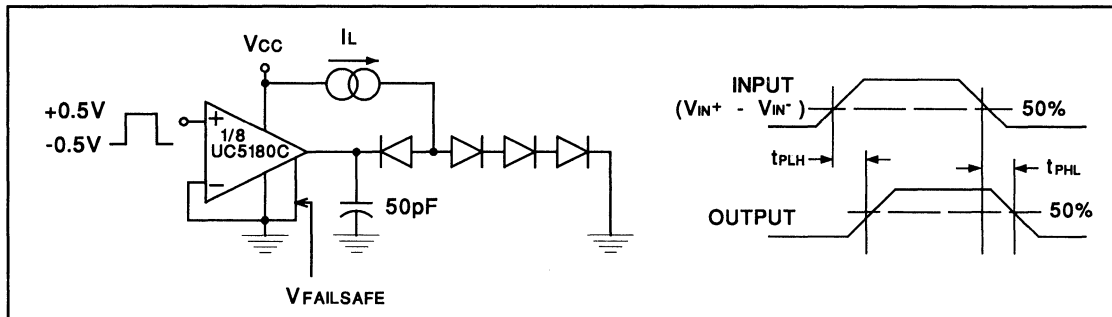 VCC
IL
+0.5V
-0.5V
+
1/8
UC5180C
–
50pF
VFAILSAFE
INPUT
(VIN+ - VIN-)
50%
tPLH
tPHL
OUTPUT
50%